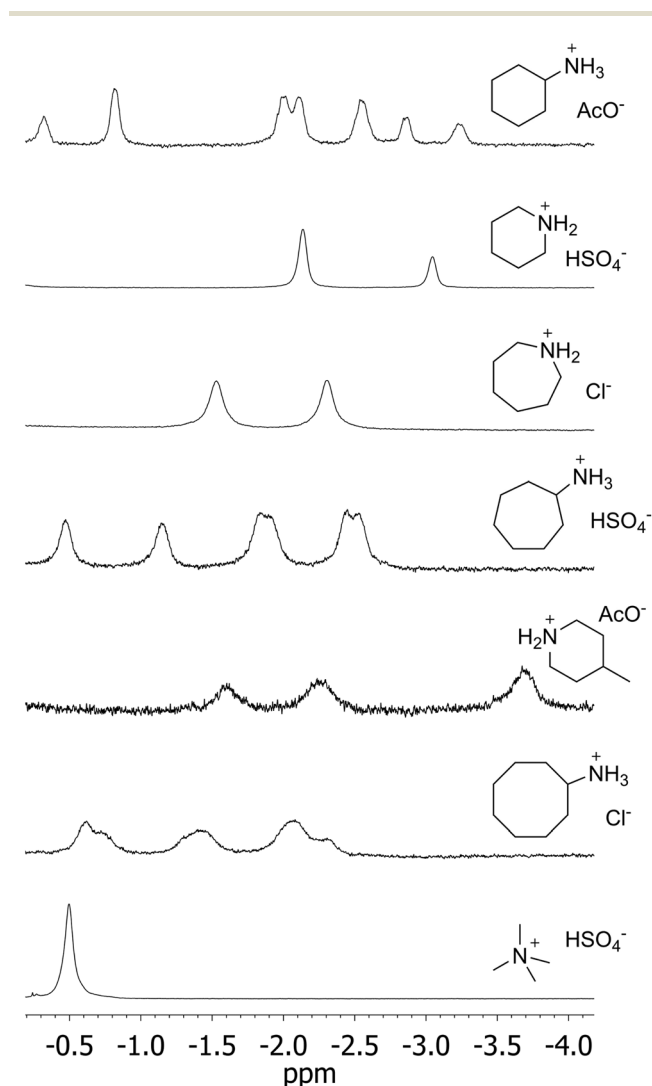 +
NH3
AcO-
+
NH2
HSO4-
+
NH2
Cl-
+
NH3
HSO4-
AcO-
+
H2N
+
NH3
Cl-
N+
HSO4-
-0.5 -1.0 -1.5 -2.0 -2.5 -3.0 -3.5 -4.0
ppm